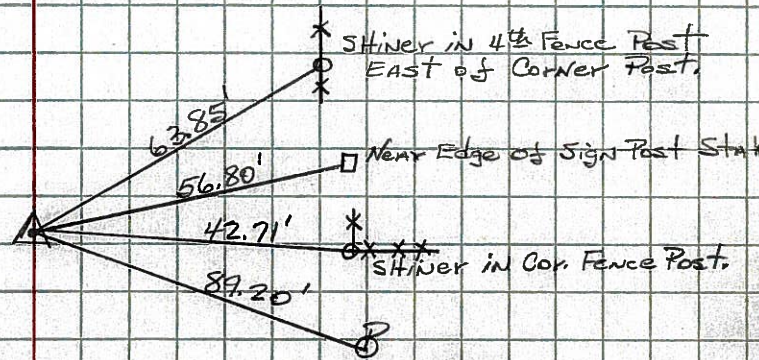 Shiner in 4th Fence Post
East of Corner Post.
63.85'
Near Edge of Sign Post
56.80'
42.71'
Shiner in Cor. Fence Post.
89.20'
P